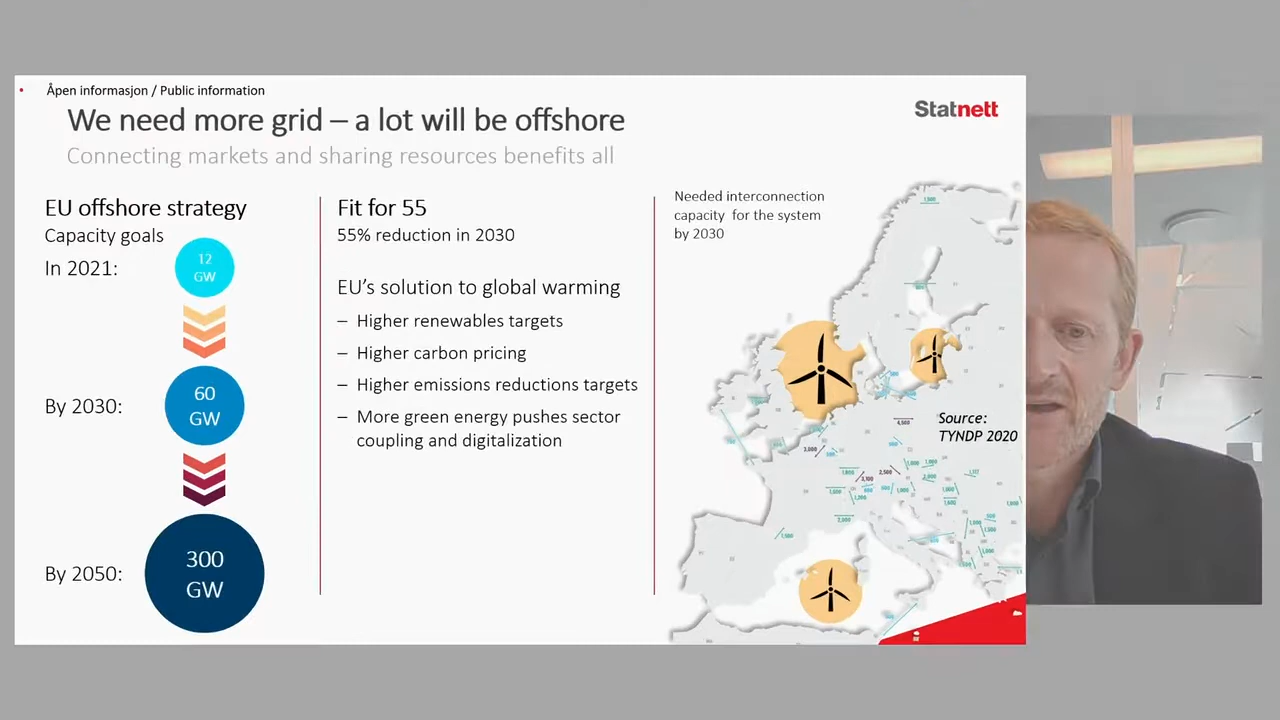 Åpen informasjon / Public information
We need more grid – a lot will be offshore
Statnett
Connecting markets and sharing resources benefits all
EU offshore strategy
Capacity goals
In 2021:
12
GW
By 2030:
60
GW
By 2050:
300
GW
Fit for 55
55% reduction in 2030
EU's solution to global warming
– Higher renewables targets
– Higher carbon pricing
– Higher emissions reductions targets
– More green energy pushes sector
coupling and digitalization
Needed interconnection
capacity for the system
by 2030
Source:
TYNDP 2020
4,500
2,500